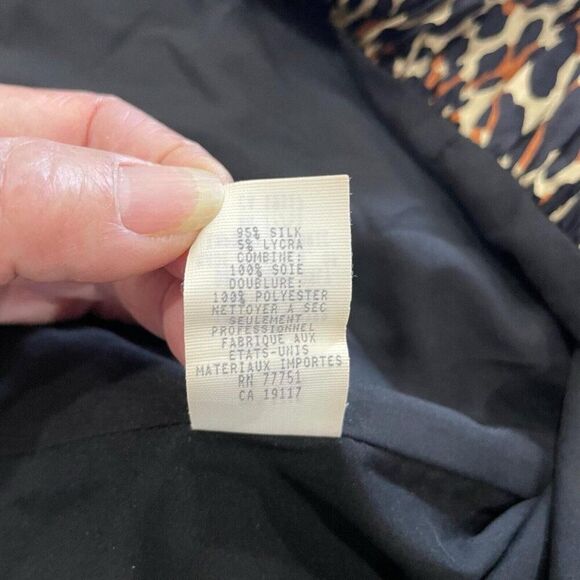 95% SILK
5% LYCRA
COMBINE:
100% SOIE
DOUBLURE:
100% POLYESTER
NETTOYER A SEC
SEULEMENT
PROFESSIONNEL
FABRIQUE AUX
ETATS-UNIS
MATERIAUX IMPORTES
RN 77751
CA 19117